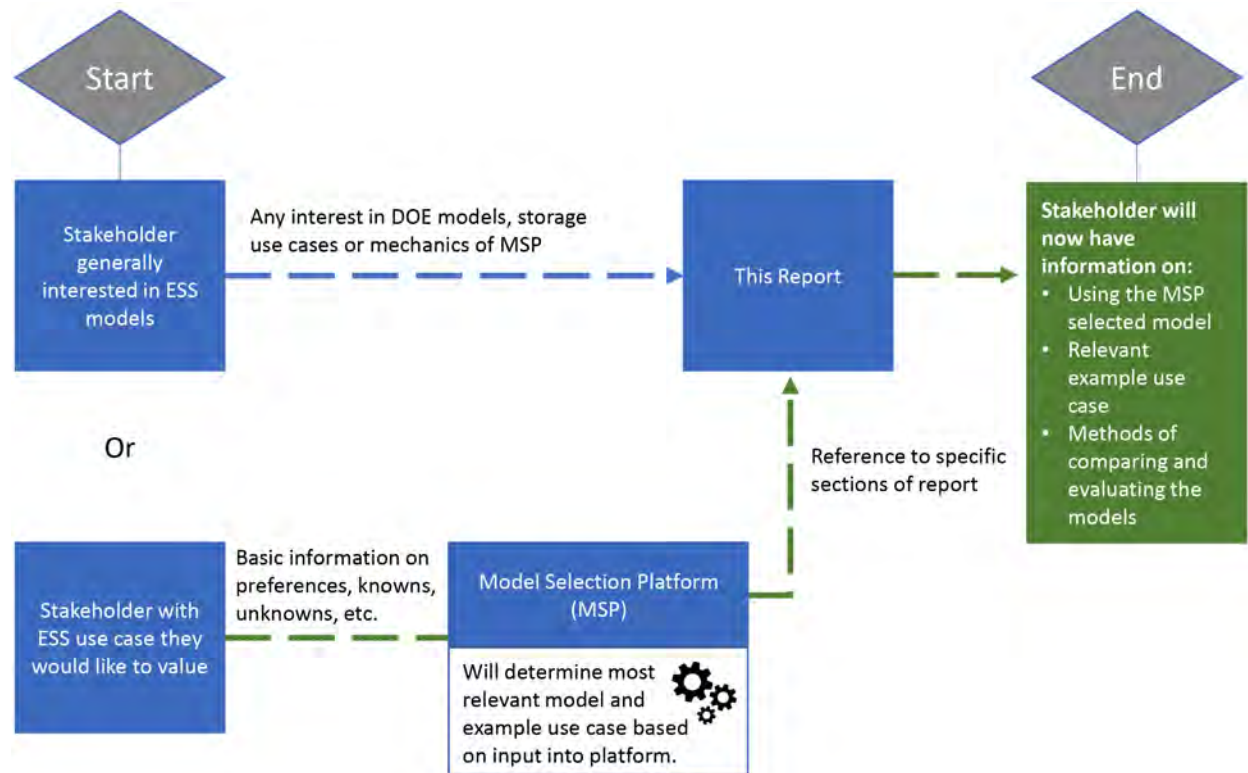 Start
Stakeholder
generally
interested in ESS
models
Any interest in DOE models, storage
use cases or mechanics of MSP
This Report
End
Stakeholder will
now have
information on:
• Using the MSP
selected model
• Relevant
example use
case
• Methods of
comparing and
evaluating the
models
Or
Reference to specific
sections of report
Stakeholder with
ESS use case they
would like to value
Basic information on
preferences, knowns,
unknowns, etc.
Model Selection Platform
(MSP)
Will determine most
relevant model and
example use case based
on input into platform.